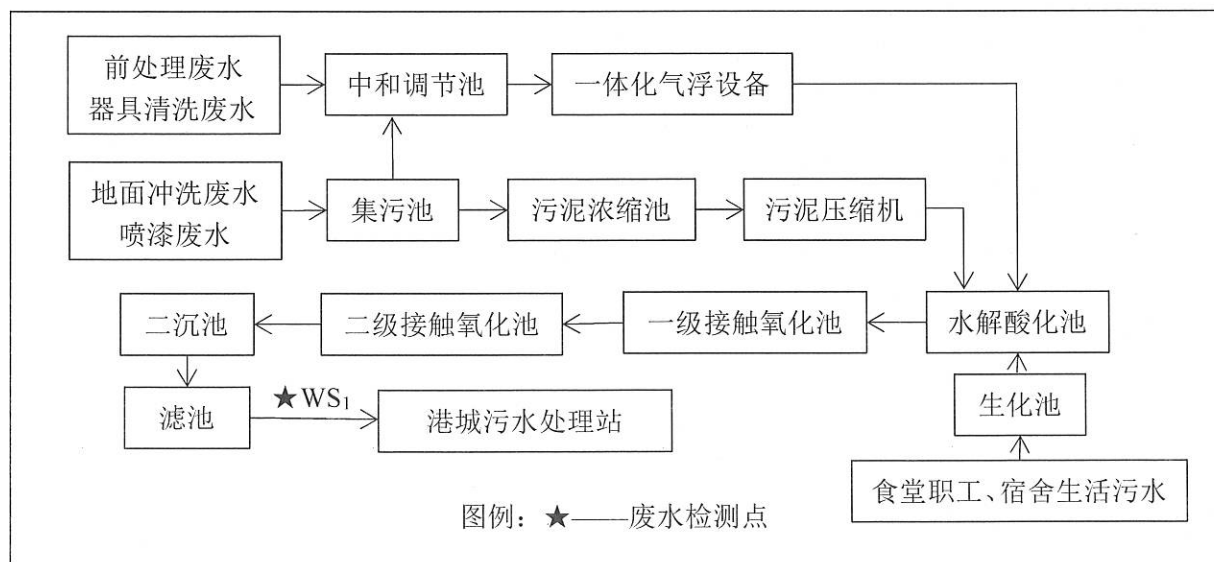 前处理废水
器具清洗废水
中和调节池
一体化气浮设备
地面冲洗废水
喷漆废水
集污池
污泥浓缩池
污泥压缩机
二沉池
二级接触氧化池
一级接触氧化池
水解酸化池
滤池
★WS₁
港城污水处理站
生化池
食堂职工、宿舍生活污水
图例：★——废水检测点